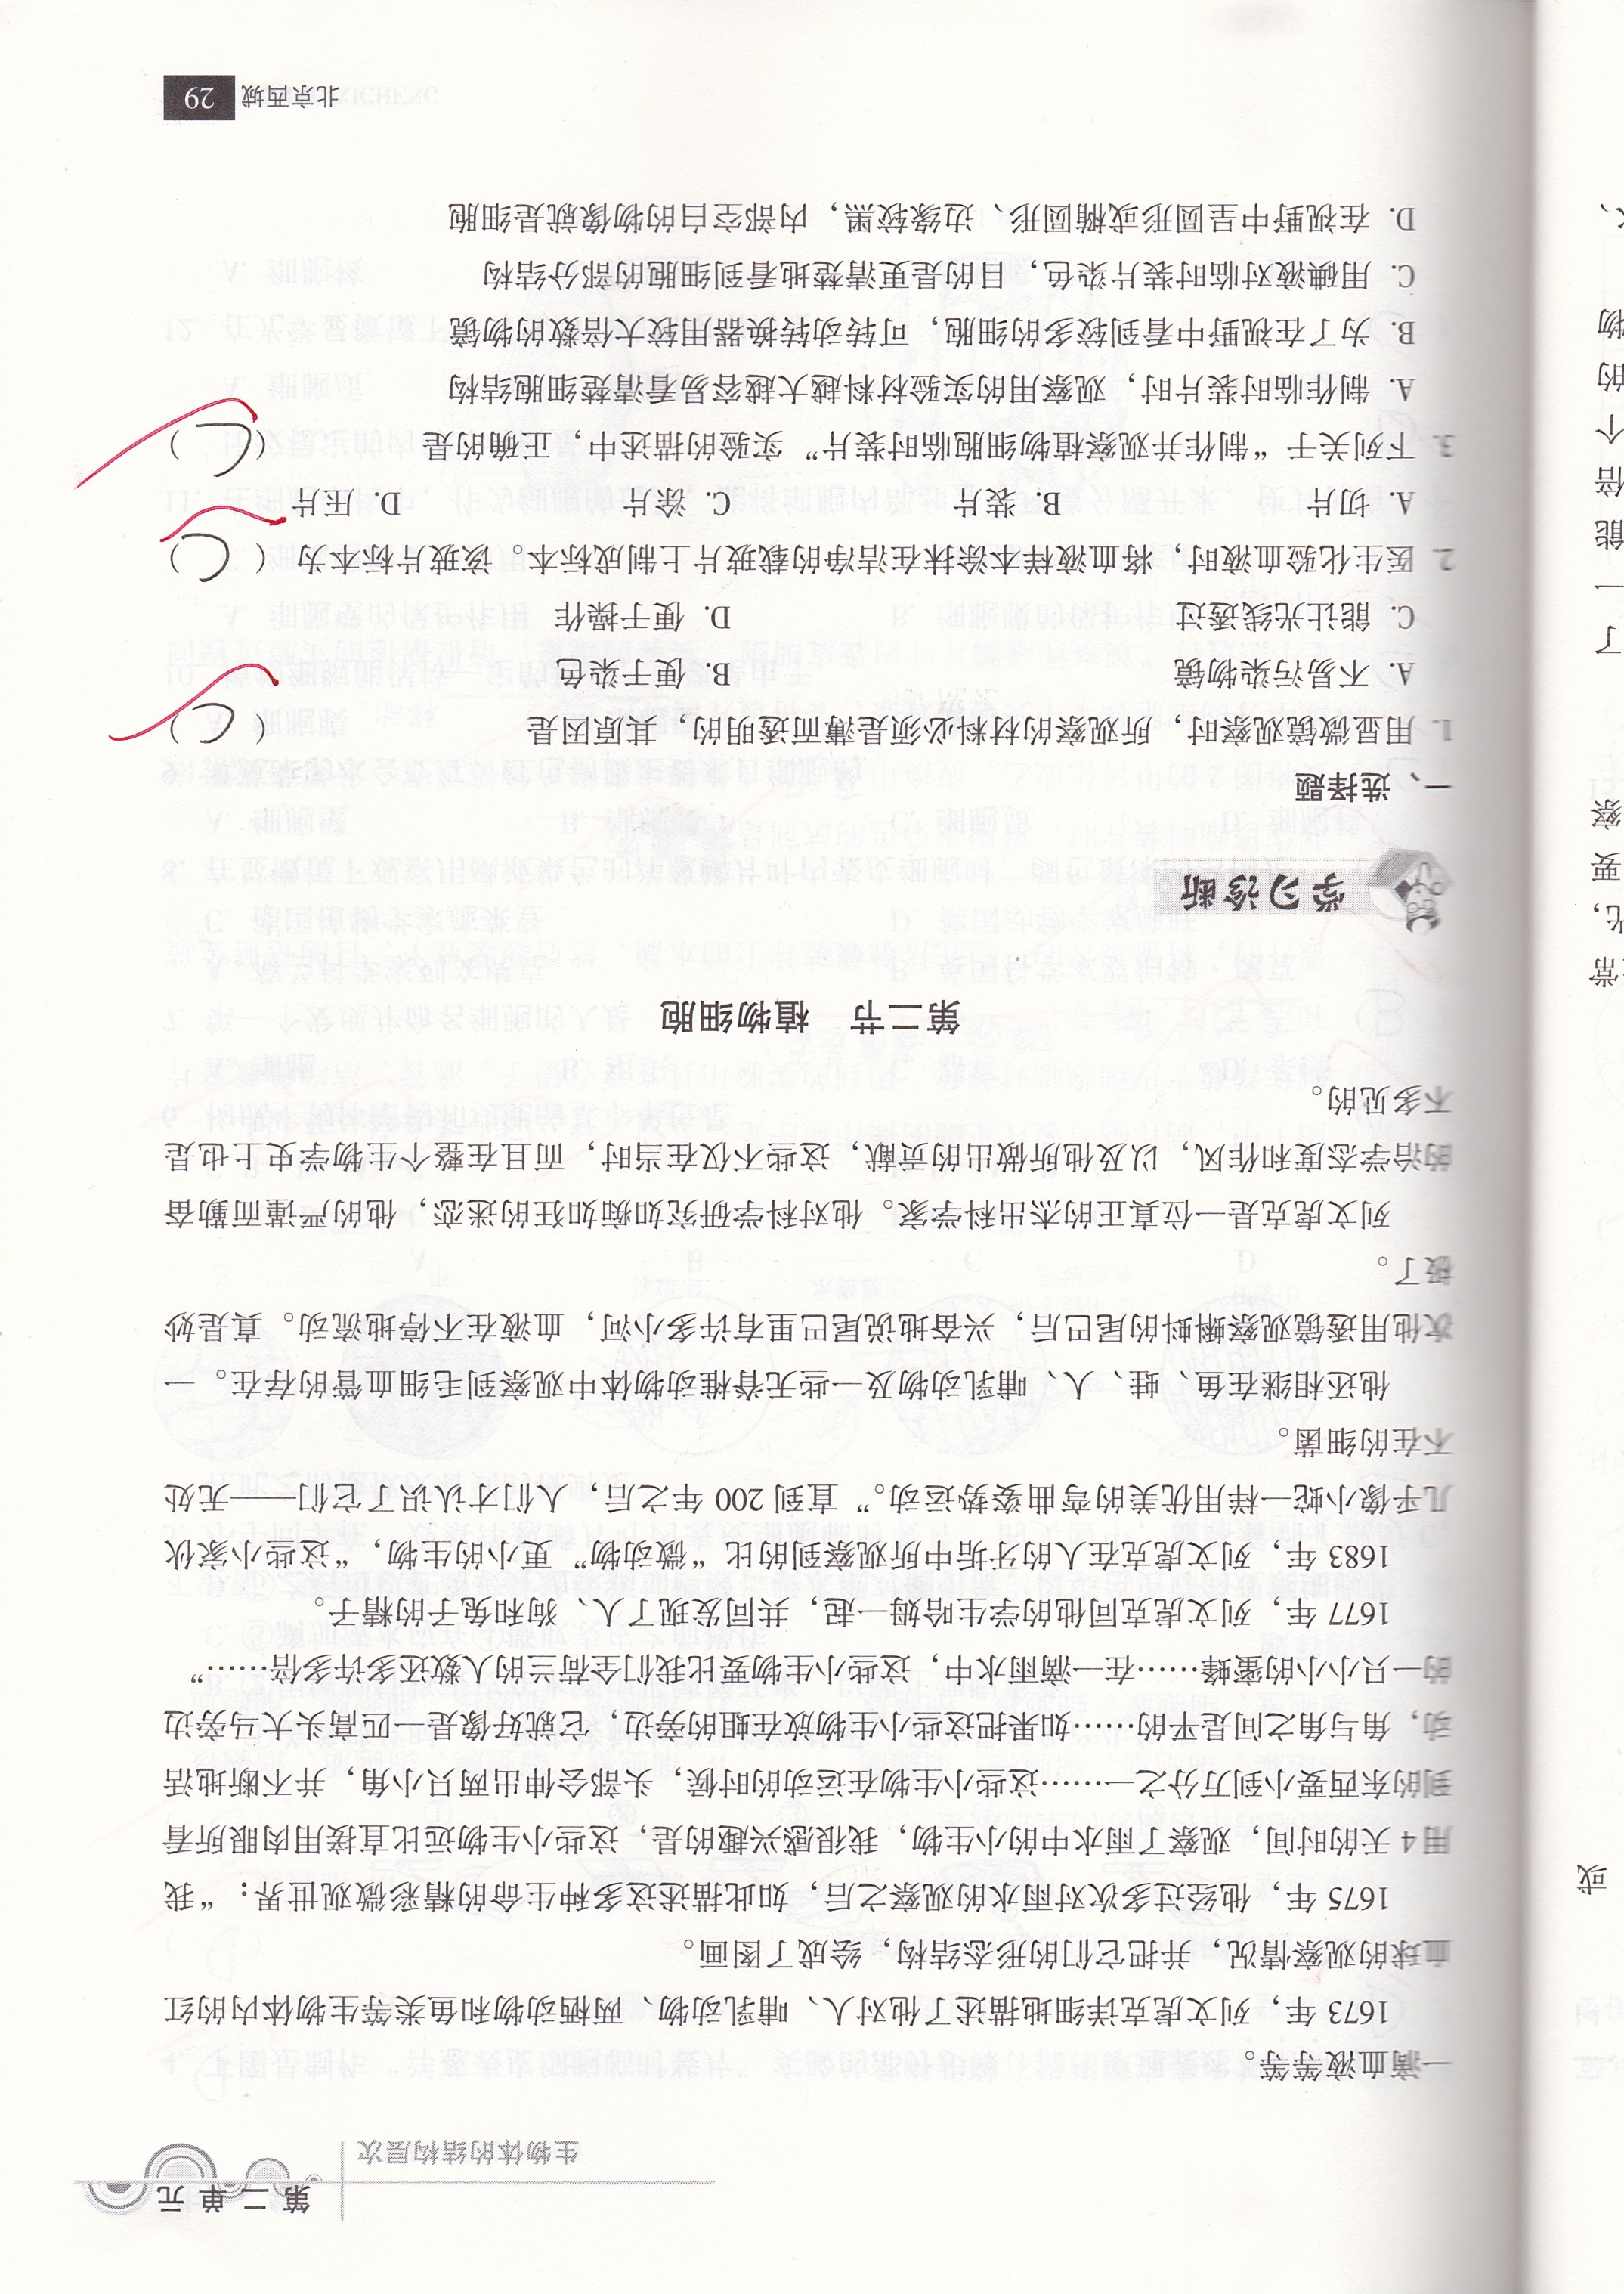 第二单元
生物体的结构层次
一滴血液等等。
1673 年，列文虎克详细地描述了他对人、哺乳动物、两栖动物和鱼类等生物体内的红
血球的观察情况，并把它们的形态结构，绘成了图画。
1675 年，他经过多次对雨水的观察之后，如此描述这多种生命的精彩微观世界：“我
用 4 天的时间，观察了雨水中的小生物，我很感兴趣的是，这些小生物远比直接用肉眼所看
到的东西要小到万分之一……这些小生物在运动的时候，头部会伸出两只小角，并不断地活
动，角与角之间是平的……如果把这些小生物放在蛆的旁边，它就好像是一匹高头大马旁边
的一只小小的蜜蜂……在一滴雨水中，这些小生物要比我们全荷兰的人数还多许多倍……”
1677 年，列文虎克同他的学生哈姆一起，共同发现了人、狗和兔子的精子。
1683 年，列文虎克在人的牙垢中所观察到的比“微动物”更小的生物，“这些小家伙
几乎像小蛇一样用优美的弯曲姿势运动。”直到 200 年之后，人们才认识了它们——无处
不在的细菌。
他还相继在鱼、蛙、人、哺乳动物及一些无脊椎动物体中观察到毛细血管的存在。一
次他用透镜观察蝌蚪的尾巴后，兴奋地说尾巴里有许多小河，血液在不停地流动。真是妙
极了。
列文虎克是一位真正的杰出科学家。他对科学研究如痴如狂的迷恋，他的严谨而勤奋
的治学态度和作风，以及他所做出的贡献，这些不仅在当时，而且在整个生物学史上也是
不多见的。
第二节 植物细胞
学习诊断
一、选择题
1. 用显微镜观察时，所观察的材料必须是薄而透明的，其原因是 （C）
A. 不易污染物镜 B. 便于染色
C. 能让光线透过 D. 便于操作
2. 医生化验血液时，将血液样本涂抹在洁净的载玻片上制成标本。该玻片标本为 （C）
A. 切片 B. 装片 C. 涂片 D. 压片
3. 下列关于“制作并观察植物细胞临时装片”实验的描述中，正确的是 （C）
A. 制作临时装片时，观察用的实验材料越大越容易看清楚细胞结构
B. 为了在视野中看到较多的细胞，可转动转换器用较大倍数的物镜
C. 用碘液对临时装片染色，目的是更清楚地看到细胞的部分结构
D. 在视野中呈圆形或椭圆形、边缘较黑，内部空白的物像就是细胞
北京西城 29